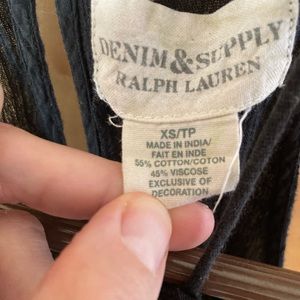 DENIM&SUPPLY
RALPH LAUREN
XS/TP
MADE IN INDIA/
FAIT EN INDE
55% COTTON/COTON
45% VISCOSE
EXCLUSIVE OF
DECORATION